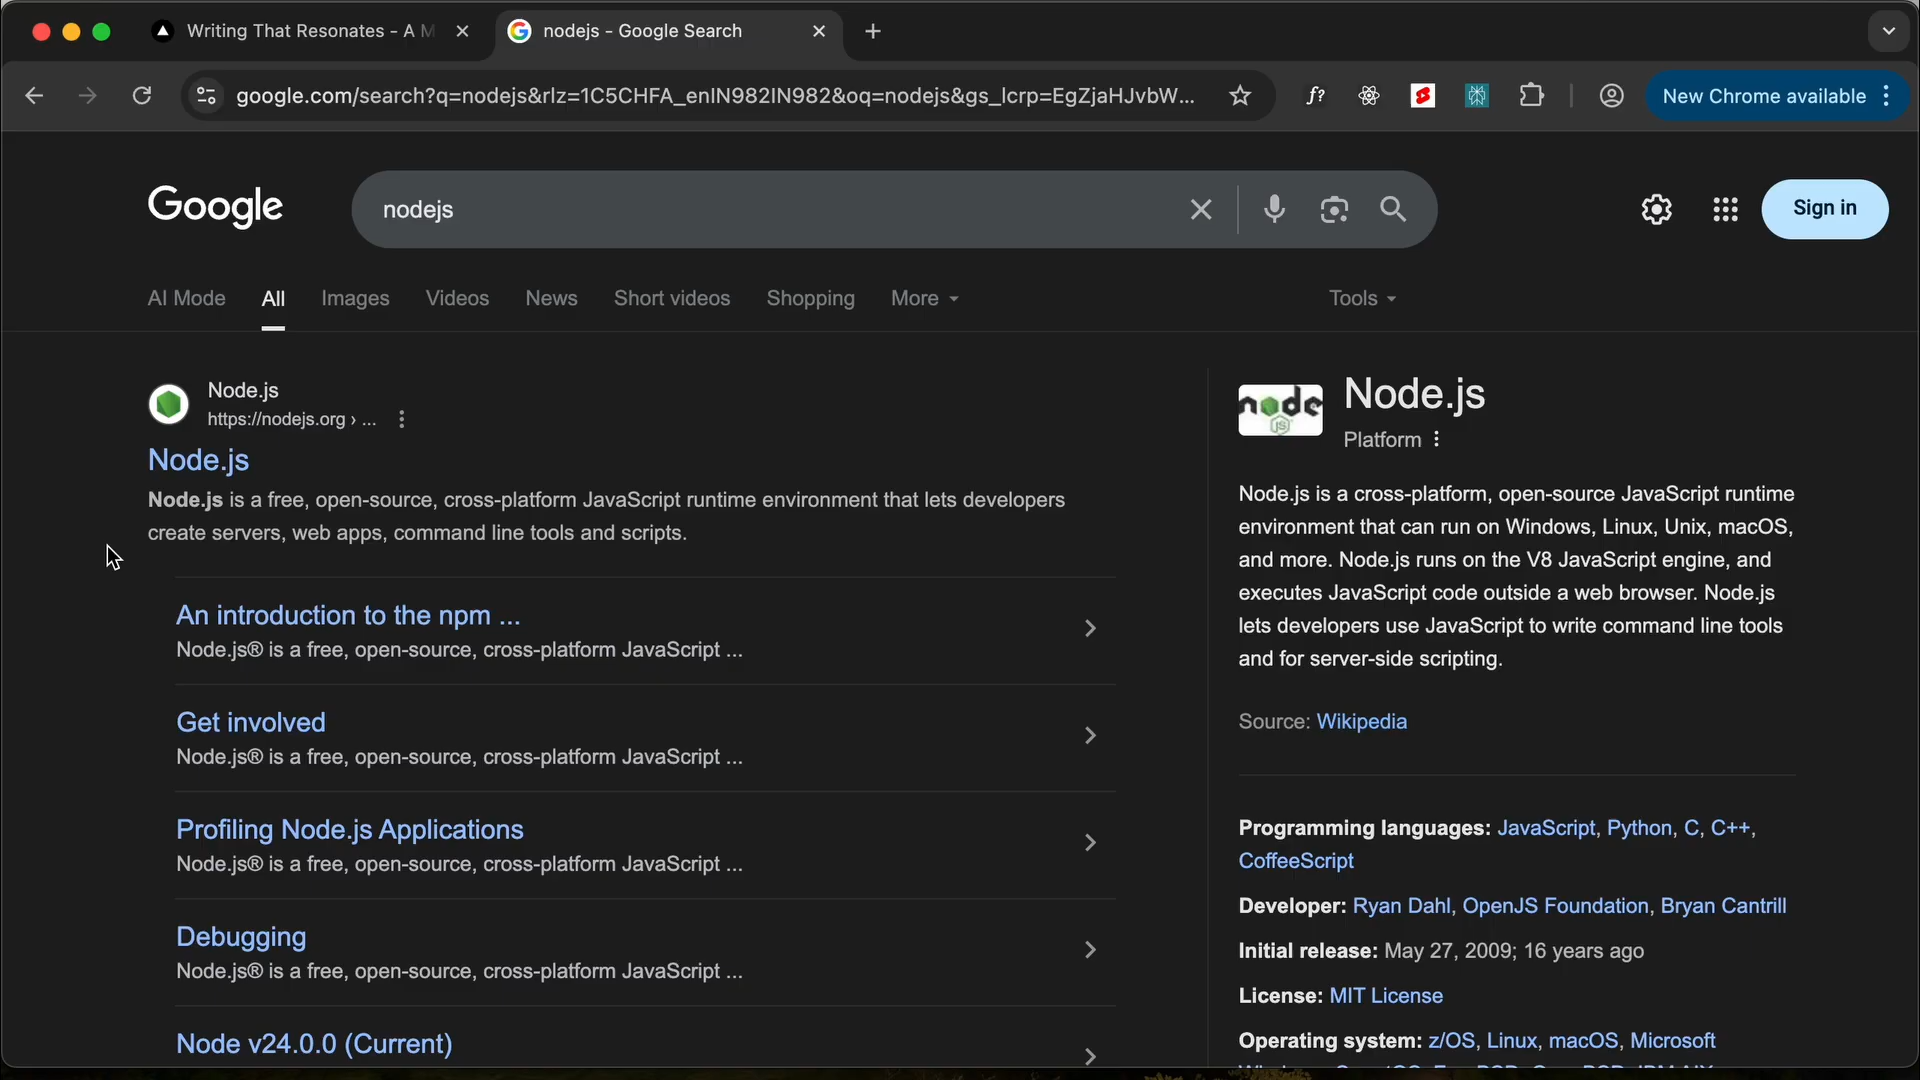 Writing That Resonates - A M
nodejs - Google Search
google.com/search?q=nodejs&rlz=1C5CHFA_enIN982IN982&oq=nodejs&gs_lcrp=EgZjaHJvbW...
f?
New Chrome available
Google
nodejs
Sign in
AI Mode
All
Images
Videos
News
Short videos
Shopping
More
Tools
Node.js
https://nodejs.org › ...
Node.js
Node.js is a free, open-source, cross-platform JavaScript runtime environment that lets developers
create servers, web apps, command line tools and scripts.
An introduction to the npm ...
Node.js® is a free, open-source, cross-platform JavaScript ...
Get involved
Node.js® is a free, open-source, cross-platform JavaScript ...
Profiling Node.js Applications
Node.js® is a free, open-source, cross-platform JavaScript ...
Debugging
Node.js® is a free, open-source, cross-platform JavaScript ...
Node v24.0.0 (Current)
node
JS
Node.js
Platform
Node.js is a cross-platform, open-source JavaScript runtime
environment that can run on Windows, Linux, Unix, macOS,
and more. Node.js runs on the V8 JavaScript engine, and
executes JavaScript code outside a web browser. Node.js
lets developers use JavaScript to write command line tools
and for server-side scripting.
Source: Wikipedia
Programming languages: JavaScript, Python, C, C++,
CoffeeScript
Developer: Ryan Dahl, OpenJS Foundation, Bryan Cantrill
Initial release: May 27, 2009; 16 years ago
License: MIT License
Operating system: z/OS, Linux, macOS, Microsoft